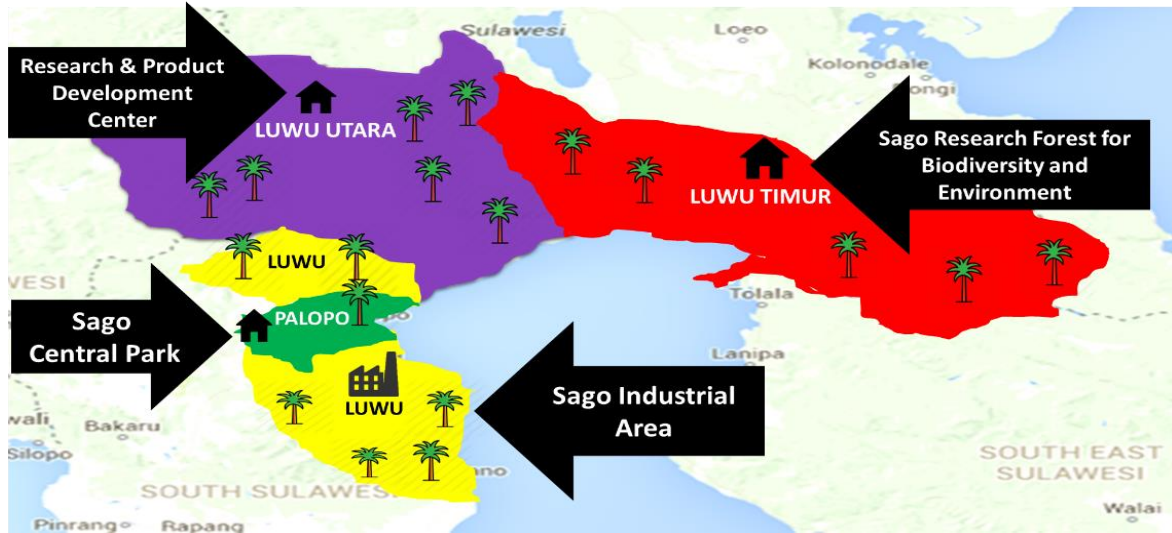 Sulawesi
Loeo
Kolonodale
Research & Product
Development
Center
LUWU UTARA
Sago Research Forest for
Biodiversity and
Environment
LUWU TIMUR
LUWU
Tolala
PALOPO
Sago
Central Park
Lanipa
LUWU
Sago Industrial
Area
Bakaru
Silopo
SOUTH SULAWESI
SOUTH EAST
SULAWESI
Walai
Pinrang
Rapang